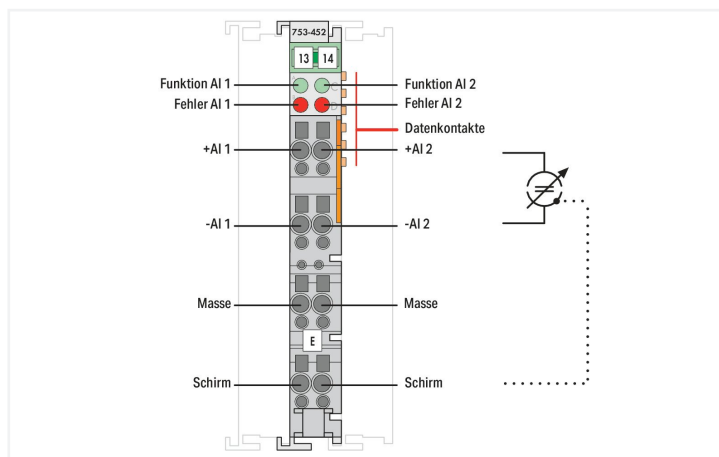 753-452
13 14
Funktion AI 1
Funktion AI 2
Fehler AI 1
Fehler AI 2
Datenkontakte
+AI 1
+AI 2
-AI 1
-AI 2
Masse
Masse
E
Schirm
Schirm